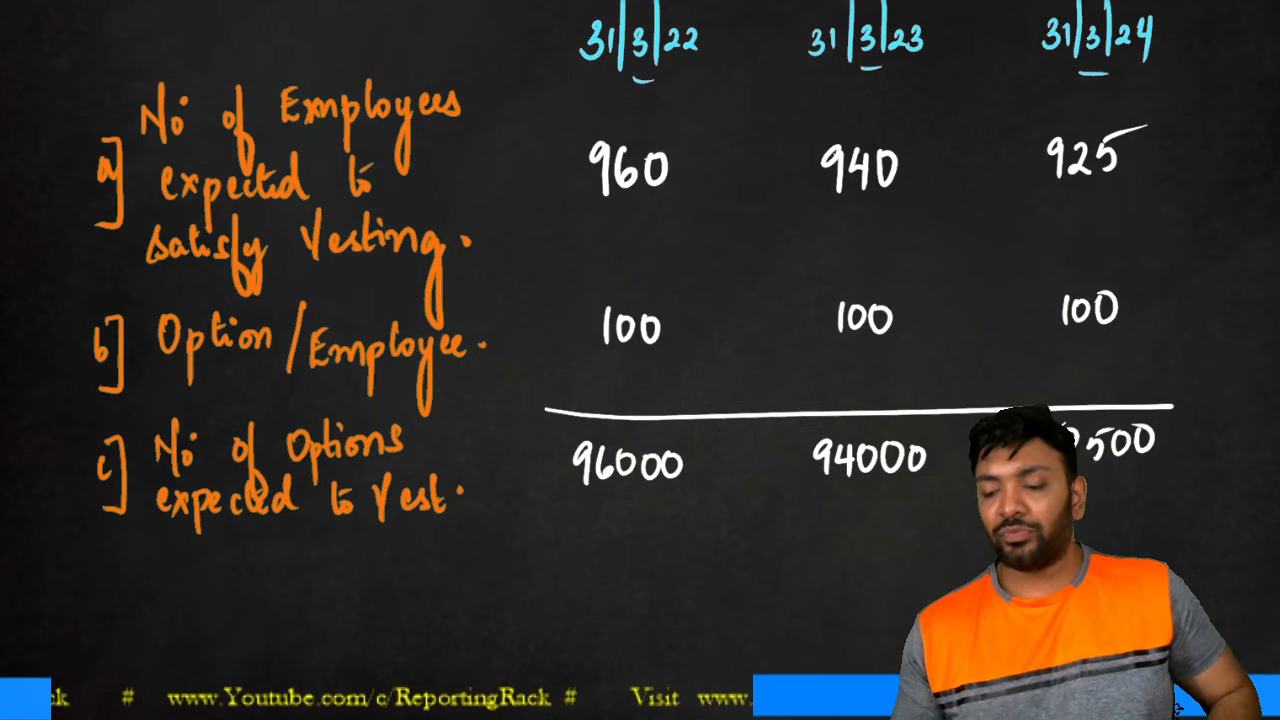 31|3|22 31|3|23 31|3|24
a] No of Employees
expected to
satisfy Vesting.
960 940 925
b] Option/Employee.
100 100 100
c] No of Options
expected to Vest.
96000 94000 500
ck # www.Youtube.com/c/ReportingRack # Visit www.